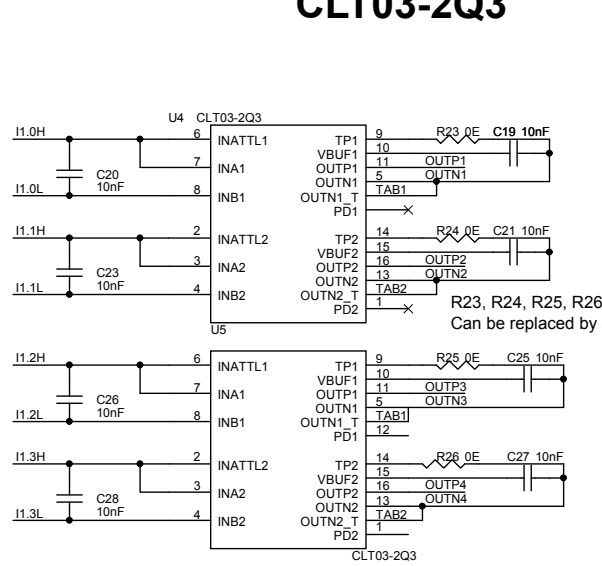 CLT03-2Q3
U4 CLT03-2Q3
I1.0H 6 INATTL1 TP1 9 R23 0E C19 10nF
VBUF1 10
7 INA1 OUTP1 11 OUTP1
C20 OUTN1 5 OUTN1
10nF
I1.0L 8 INB1 OUTN1_T TAB1
PD1
I1.1H 2 INATTL2 TP2 14 R24 0E C21 10nF
VBUF2 15
3 INA2 OUTP2 16 OUTP2
C23 OUTN2 13 OUTN2
10nF
I1.1L 4 INB2 OUTN2_T TAB2
PD2 1
R23, R24, R25, R26
Can be replaced by
U5
I1.2H 6 INATTL1 TP1 9 R25 0E C25 10nF
VBUF1 10
7 INA1 OUTP1 11 OUTP3
C26 OUTN1 5 OUTN3
10nF
I1.2L 8 INB1 OUTN1_T TAB1
PD1 12
I1.3H 2 INATTL2 TP2 14 R26 0E C27 10nF
VBUF2 15
3 INA2 OUTP2 16 OUTP4
C28 OUTN2 13 OUTN4
10nF
I1.3L 4 INB2 OUTN2_T TAB2
PD2 1
CLT03-2Q3